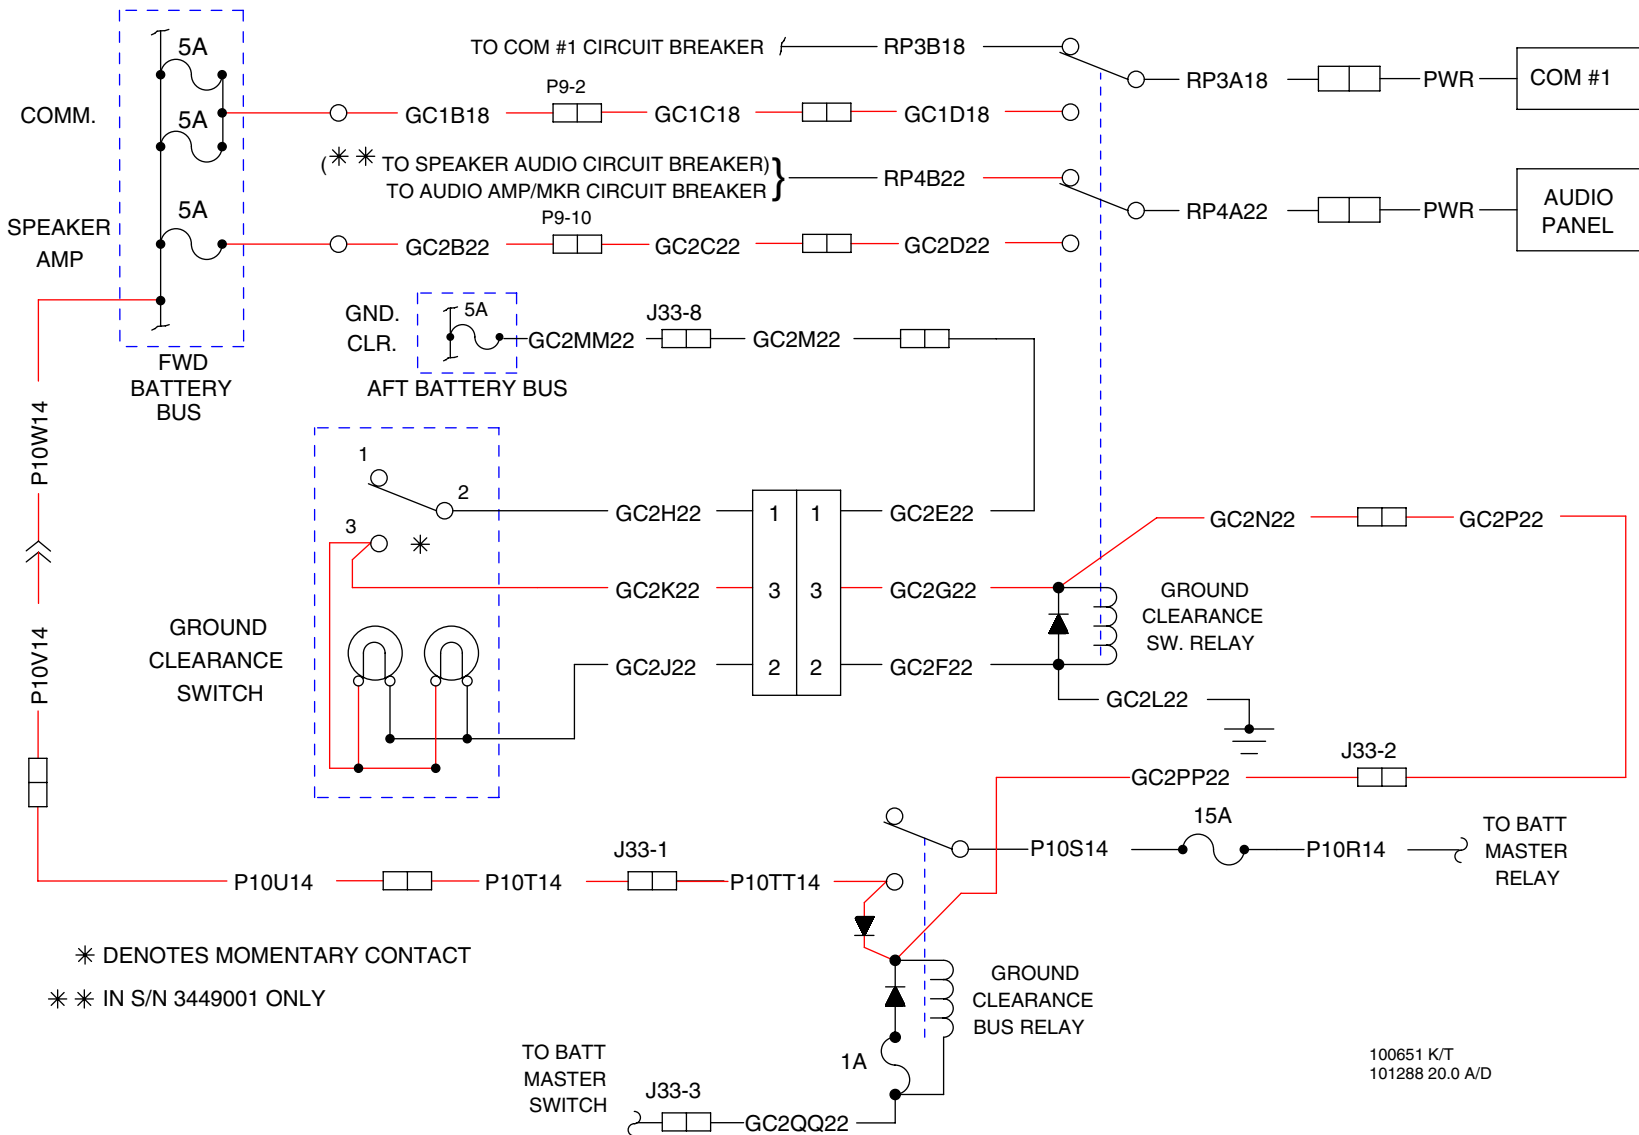 5A
TO COM #1 CIRCUIT BREAKER
RP3B18
RP3A18
PWR
COM #1
COMM.
5A
GC1B18
P9-2
GC1C18
GC1D18
(** TO SPEAKER AUDIO CIRCUIT BREAKER)
TO AUDIO AMP/MKR CIRCUIT BREAKER }
RP4B22
RP4A22
PWR
AUDIO
PANEL
SPEAKER
AMP
5A
GC2B22
P9-10
GC2C22
GC2D22
FWD
BATTERY
BUS
GND.
CLR.
5A
GC2MM22
J33-8
GC2M22
AFT BATTERY BUS
P10W14
P10V14
1
2
3
*
GROUND
CLEARANCE
SWITCH
GC2H22
1
1
GC2E22
GC2K22
3
3
GC2G22
GC2J22
2
2
GC2F22
GC2N22
GC2P22
GROUND
CLEARANCE
SW. RELAY
GC2L22
J33-2
GC2PP22
15A
P10S14
P10R14
TO BATT
MASTER
RELAY
P10U14
P10T14
J33-1
P10TT14
* DENOTES MOMENTARY CONTACT
** IN S/N 3449001 ONLY
GROUND
CLEARANCE
BUS RELAY
1A
TO BATT
MASTER
SWITCH
J33-3
GC2QQ22
100651 K/T
101288 20.0 A/D